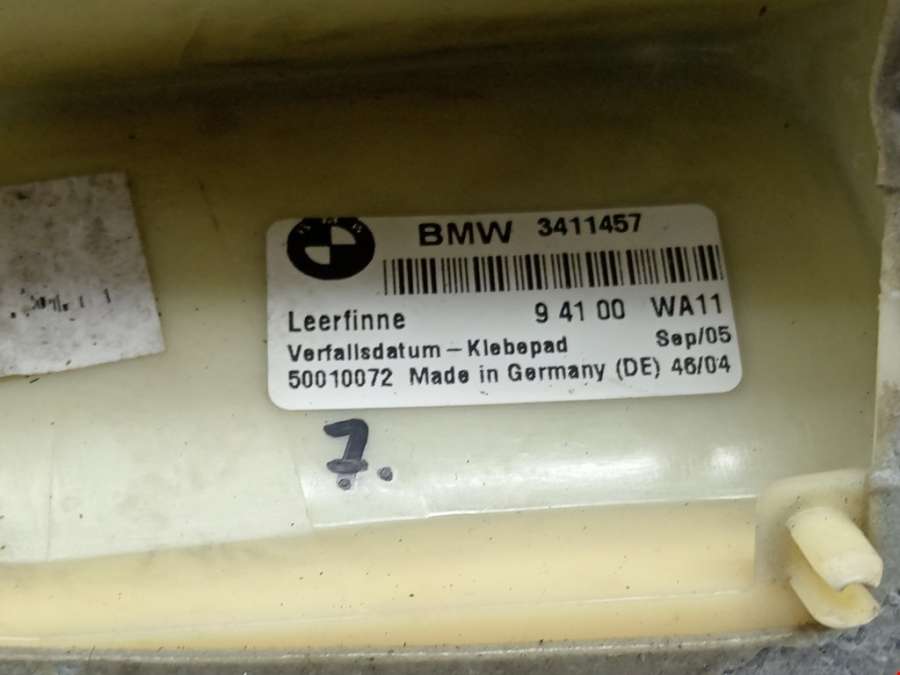 BMW 3411457
Leerfinne 9 41 00 WA11
Verfallsdatum – Klebepad Sep/05
50010072 Made in Germany (DE) 46/04
7.